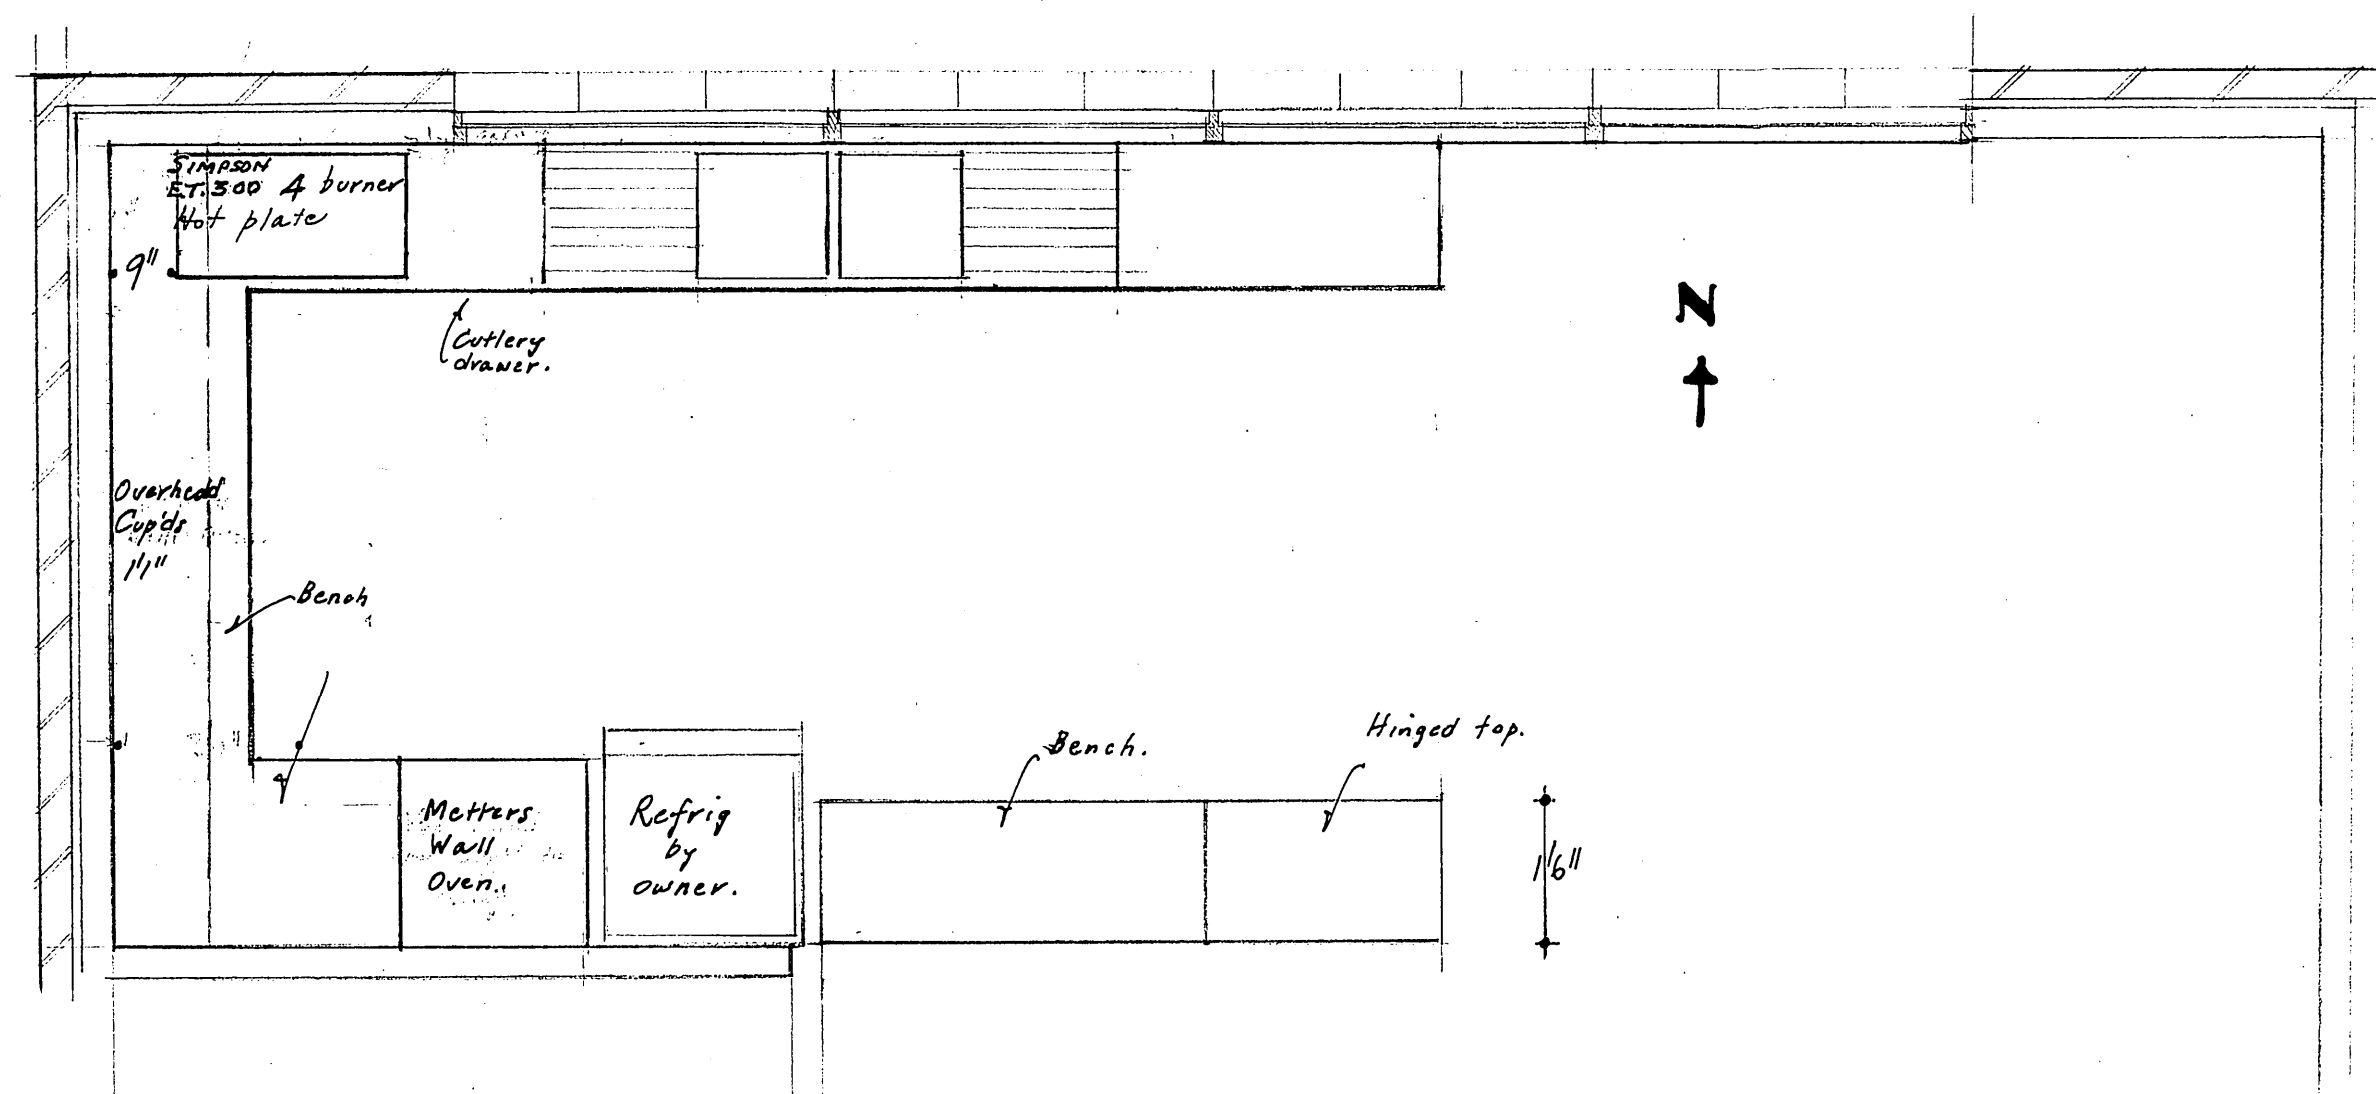 SIMPSON
E.T. 300 4 burner
Hot plate
9"
Cutlery
drawer.
N
Overhead
Cup'ds
1'1"
Bench
Hinged top.
Bench.
Metters
Wall
Oven.
Refrig
by
owner.
1'6"